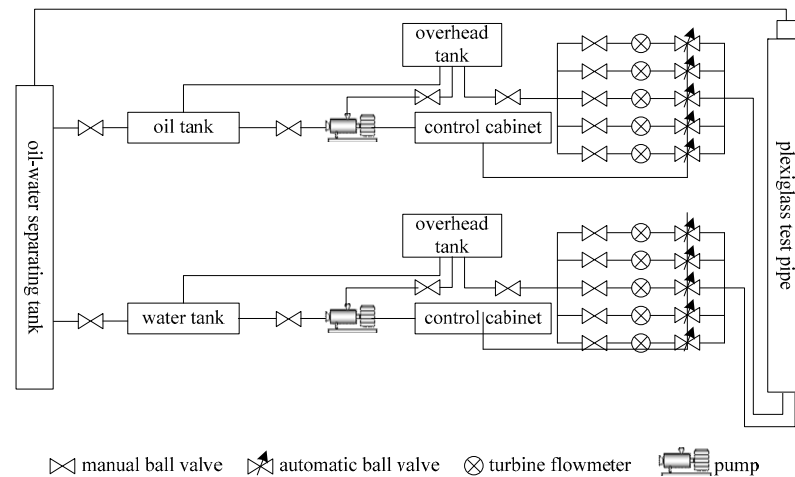 overhead
tank
oil tank
control cabinet
oil-water separating tank
plexiglass test pipe
overhead
tank
water tank
control cabinet
manual ball valve
automatic ball valve
turbine flowmeter
pump